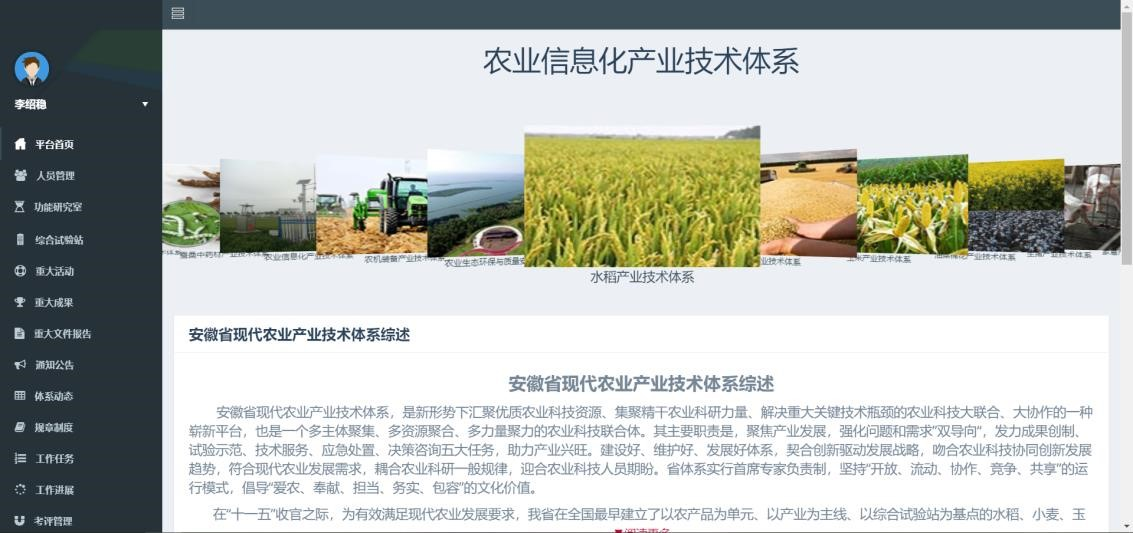 农业信息化产业技术体系
李绍稳
平台首页
人员管理
功能研究室
综合试验站
重大活动
重大成果
重大文件报告
通知公告
体系动态
规章制度
工作任务
工作进展
考评管理
农业信息化产业技术体系
农机装备产业技术体系
农业生态环保与质量安
水稻产业技术体系
业技术体系
玉米产业技术体系
油菜棉花产业技术体系
生猪产业技术体系
安徽省现代农业产业技术体系综述
安徽省现代农业产业技术体系综述
安徽省现代农业产业技术体系，是新形势下汇聚优质农业科技资源、集聚精干农业科研力量、解决重大关键技术瓶颈的农业科技大联合、大协作的一种
崭新平台，也是一个多主体聚集、多资源聚合、多力量聚力的农业科技联合体。其主要职责是，聚焦产业发展，强化问题和需求"双导向"，发力成果创制、
试验示范、技术服务、应急处置、决策咨询五大任务，助力产业兴旺。建设好、维护好、发展好体系，契合创新驱动发展战略，吻合农业科技协同创新发展
趋势，符合现代农业发展需求，耦合农业科研一般规律，迎合农业科技人员期盼。省体系实行首席专家负责制，坚持"开放、流动、协作、竞争、共享"的运
行模式，倡导"爱农、奉献、担当、务实、包容"的文化价值。
在"十一五"收官之际，为有效满足现代农业发展要求，我省在全国最早建立了以农产品为单元、以产业为主线、以综合试验站为基点的水稻、小麦、玉
▼阅读更多